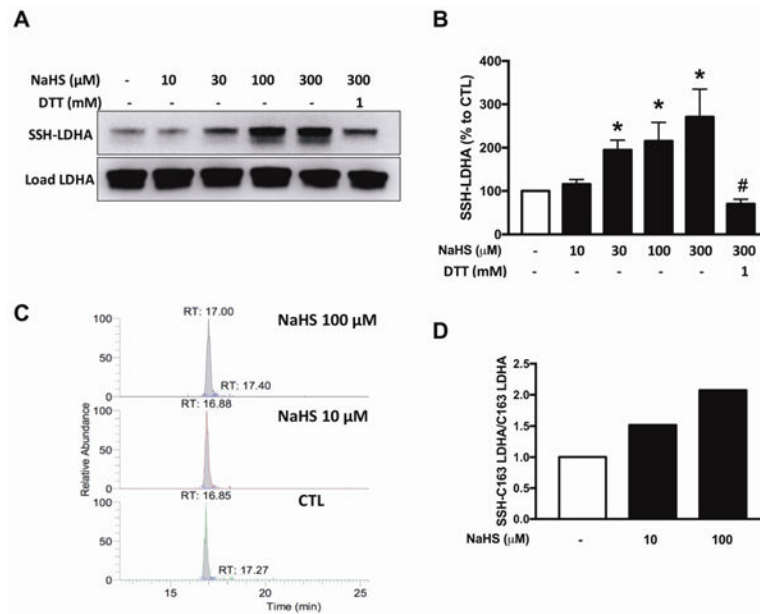 A
NaHS (μM) - 10 30 100 300 300
DTT (mM) - - - - - 1
SSH-LDHA
Load LDHA
B
SSH-LDHA (% to CTL)
400
300
200
100
0
* * * #
NaHS (μM) - 10 30 100 300 300
DTT (mM) - - - - - 1
C
Relative Abundance
100
50
0
RT: 17.00
NaHS 100 μM
RT: 17.40
100
50
0
RT: 16.88
NaHS 10 μM
100
50
0
RT: 16.85
CTL
RT: 17.27
15 20 25
Time (min)
D
SSH-C163 LDHA/C163 LDHA
2.5
2.0
1.5
1.0
0.5
0.0
NaHS (μM) - 10 100